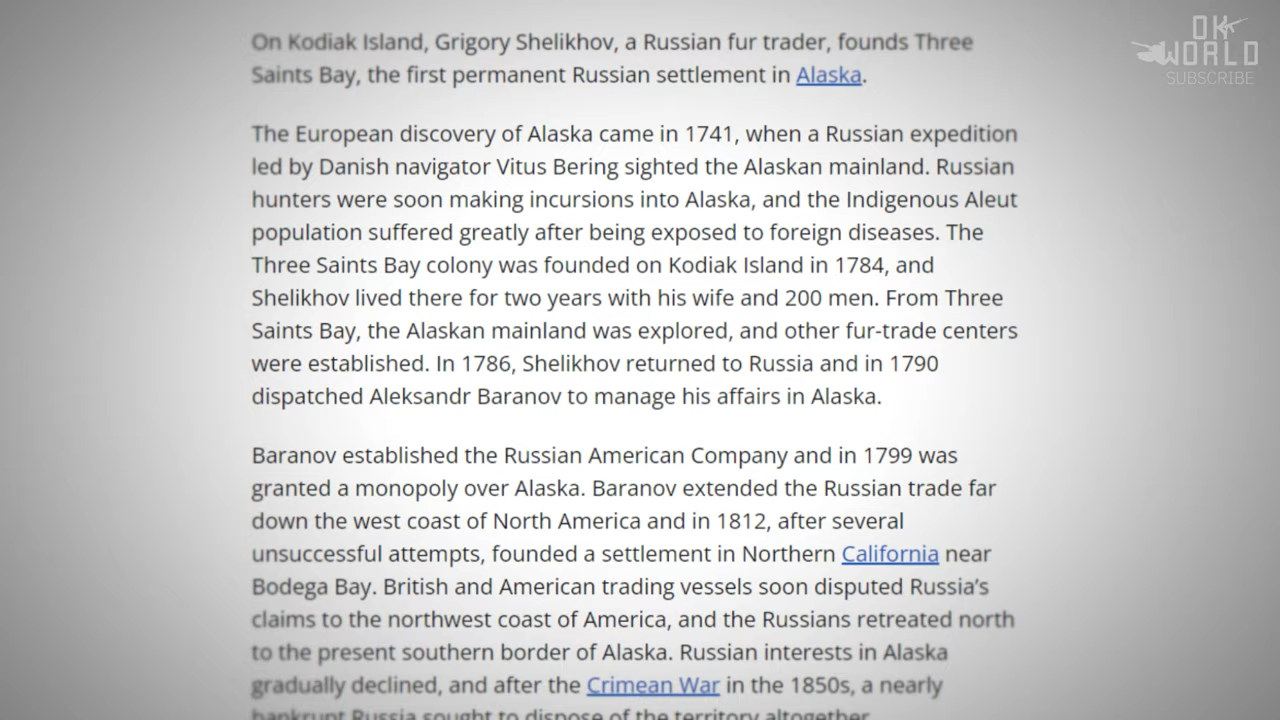 OK
WORLD
SUBSCRIBE
On Kodiak Island, Grigory Shelikhov, a Russian fur trader, founds Three
Saints Bay, the first permanent Russian settlement in Alaska.
The European discovery of Alaska came in 1741, when a Russian expedition
led by Danish navigator Vitus Bering sighted the Alaskan mainland. Russian
hunters were soon making incursions into Alaska, and the Indigenous Aleut
population suffered greatly after being exposed to foreign diseases. The
Three Saints Bay colony was founded on Kodiak Island in 1784, and
Shelikhov lived there for two years with his wife and 200 men. From Three
Saints Bay, the Alaskan mainland was explored, and other fur-trade centers
were established. In 1786, Shelikhov returned to Russia and in 1790
dispatched Aleksandr Baranov to manage his affairs in Alaska.
Baranov established the Russian American Company and in 1799 was
granted a monopoly over Alaska. Baranov extended the Russian trade far
down the west coast of North America and in 1812, after several
unsuccessful attempts, founded a settlement in Northern California near
Bodega Bay. British and American trading vessels soon disputed Russia’s
claims to the northwest coast of America, and the Russians retreated north
to the present southern border of Alaska. Russian interests in Alaska
gradually declined, and after the Crimean War in the 1850s, a nearly
bankrupt Russia sought to dispose of the territory altogether.